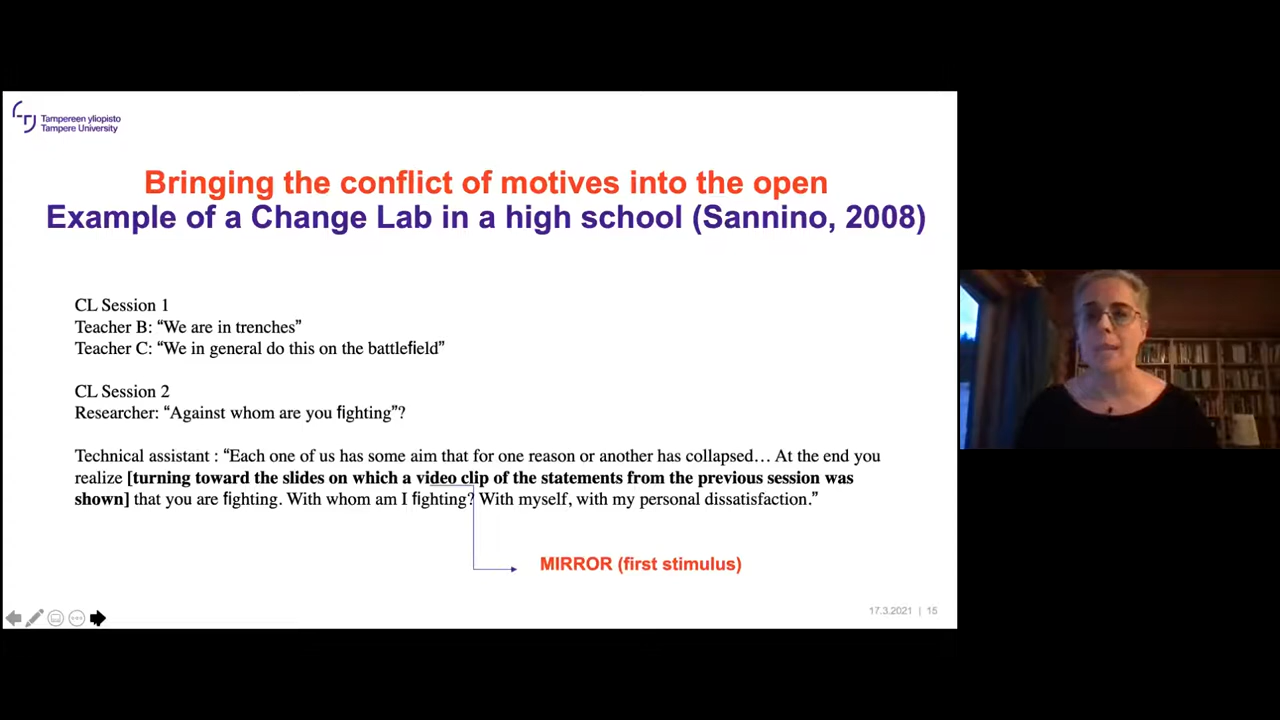 Tampereen yliopisto
Tampere University
Bringing the conflict of motives into the open
Example of a Change Lab in a high school (Sannino, 2008)
CL Session 1
Teacher B: “We are in trenches”
Teacher C: “We in general do this on the battlefield”
CL Session 2
Researcher: “Against whom are you fighting”?
Technical assistant : “Each one of us has some aim that for one reason or another has collapsed… At the end you
realize [turning toward the slides on which a video clip of the statements from the previous session was
shown] that you are fighting. With whom am I fighting? With myself, with my personal dissatisfaction.”
MIRROR (first stimulus)
17.3.2021 | 15